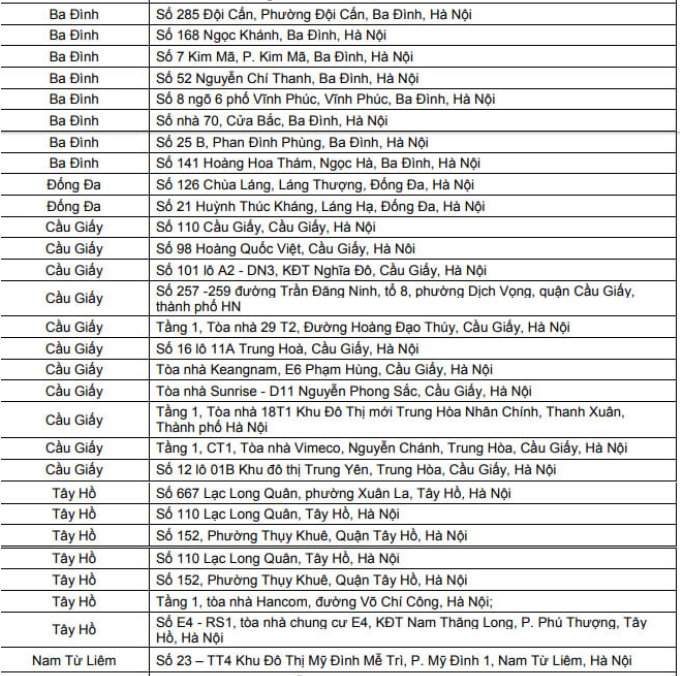 Ba Đình Số 285 Đội Cấn, Phường Đội Cấn, Ba Đình, Hà Nội
Ba Đình Số 168 Ngọc Khánh, Ba Đình, Hà Nội
Ba Đình Số 7 Kim Mã, P. Kim Mã, Ba Đình, Hà Nội
Ba Đình Số 52 Nguyễn Chí Thanh, Ba Đình, Hà Nội
Ba Đình Số 8 ngõ 6 phố Vĩnh Phúc, Vĩnh Phúc, Ba Đình, Hà Nội
Ba Đình Số nhà 70, Cửa Bắc, Ba Đình, Hà Nội
Ba Đình Số 25 B, Phan Đình Phùng, Ba Đình, Hà Nội
Ba Đình Số 141 Hoàng Hoa Thám, Ngọc Hà, Ba Đình, Hà Nội
Đống Đa Số 126 Chùa Láng, Láng Thượng, Đống Đa, Hà Nội
Đống Đa Số 21 Huỳnh Thúc Kháng, Láng Hạ, Đống Đa, Hà Nội
Cầu Giấy Số 110 Cầu Giấy, Cầu Giấy, Hà Nội
Cầu Giấy Số 98 Hoàng Quốc Việt, Cầu Giấy, Hà Nôi
Cầu Giấy Số 101 lô A2 - DN3, KĐT Nghĩa Đô, Cầu Giấy, Hà Nội
Cầu Giấy Số 257 -259 đường Trần Đăng Ninh, tổ 8, phường Dịch Vọng, quận Cầu Giấy,
thành phố HN
Cầu Giấy Tầng 1, Tòa nhà 29 T2, Đường Hoàng Đạo Thúy, Cầu Giấy, Hà Nội
Cầu Giấy Số 16 lô 11A Trung Hoà, Cầu Giấy, Hà Nội
Cầu Giấy Tòa nhà Keangnam, E6 Phạm Hùng, Cầu Giấy, Hà Nội
Cầu Giấy Tòa nhà Sunrise - D11 Nguyễn Phong Sắc, Cầu Giấy, Hà Nội
Cầu Giấy Tầng 1, Tòa nhà 18T1 Khu Đô Thị mới Trung Hòa Nhân Chính, Thanh Xuân,
Thành phố Hà Nội
Cầu Giấy Tầng 1, CT1, Tòa nhà Vimeco, Nguyễn Chánh, Trung Hòa, Cầu Giấy, Hà Nội
Cầu Giấy Số 12 lô 01B Khu đô thị Trung Yên, Trung Hòa, Cầu Giấy, Hà Nội
Tây Hồ Số 667 Lạc Long Quân, phường Xuân La, Tây Hồ, Hà Nội
Tây Hồ Số 110 Lạc Long Quân, Tây Hồ, Hà Nội
Tây Hồ Số 152, Phường Thụy Khuê, Quận Tây Hồ, Hà Nội
Tây Hồ Số 110 Lạc Long Quân, Tây Hồ, Hà Nội
Tây Hồ Số 152, Phường Thụy Khuê, Quận Tây Hồ, Hà Nội
Tây Hồ Tầng 1, tòa nhà Hancom, đường Võ Chí Công, Hà Nội;
Tây Hồ Số E4 - RS1, tòa nhà chung cư E4, KĐT Nam Thăng Long, P. Phú Thượng, Tây
Hồ, Hà Nội
Nam Từ Liêm Số 23 – TT4 Khu Đô Thị Mỹ Đình Mễ Trì, P. Mỹ Đình 1, Nam Từ Liêm, Hà Nội